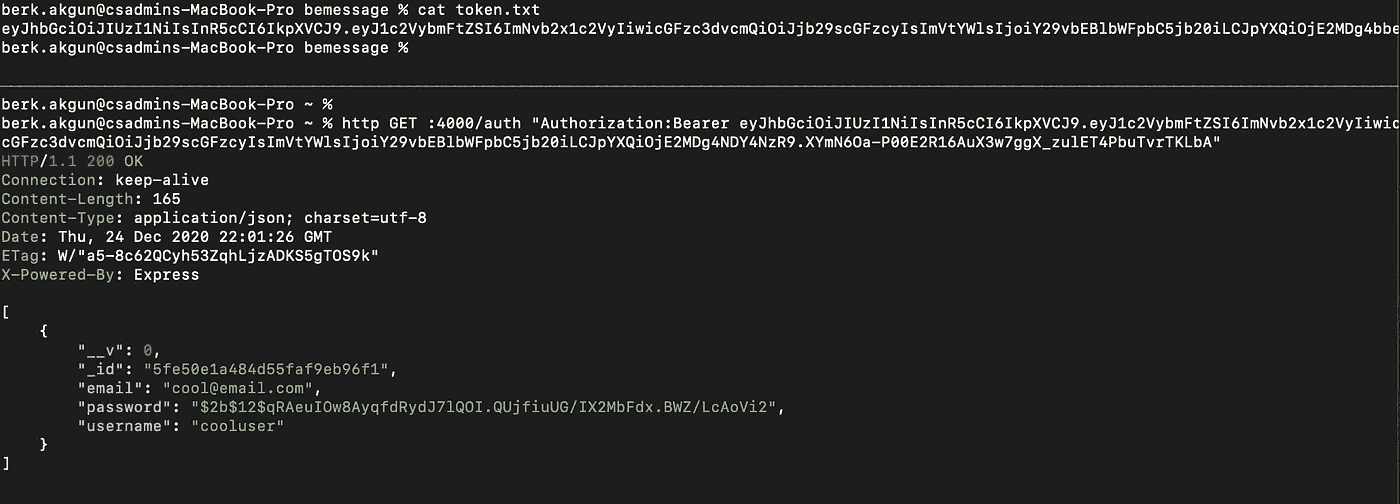 berk.akgun@csadmins-MacBook-Pro bemessage % cat token.txt
eyJhbGciOiJIUzI1NiIsInR5cCI6IkpXVCJ9.eyJ1c2VybmFtZSI6ImNvb2x1c2VyIiwicGFzc3dvcmQiOiJjb29scGFzcyIsImVtYWlsIjoiY29vbEBlbWFpbC5jb20iLCJpYXQiOjE2MDg4bbe
berk.akgun@csadmins-MacBook-Pro bemessage %
berk.akgun@csadmins-MacBook-Pro ~ %
berk.akgun@csadmins-MacBook-Pro ~ % http GET :4000/auth "Authorization:Bearer eyJhbGciOiJIUzI1NiIsInR5cCI6IkpXVCJ9.eyJ1c2VybmFtZSI6ImNvb2x1c2VyIiwic
cGFzc3dvcmQiOiJjb29scGFzcyIsImVtYWlsIjoiY29vbEBlbWFpbC5jb20iLCJpYXQiOjE2MDg4NDY4NzR9.XYmN6Oa-P00E2R16AuX3w7ggX_zulET4PbuTvrTKLbA"
HTTP/1.1 200 OK
Connection: keep-alive
Content-Length: 165
Content-Type: application/json; charset=utf-8
Date: Thu, 24 Dec 2020 22:01:26 GMT
ETag: W/"a5-8c62QCyh53ZqhLjzADKS5gTOS9k"
X-Powered-By: Express
[
    {
        "__v": 0,
        "_id": "5fe50e1a484d55faf9eb96f1",
        "email": "cool@email.com",
        "password": "$2b$12$qRAeuIOw8AyqfdRydJ7lQOI.QUjfiuUG/IX2MbFdx.BWZ/LcAoVi2",
        "username": "cooluser"
    }
]